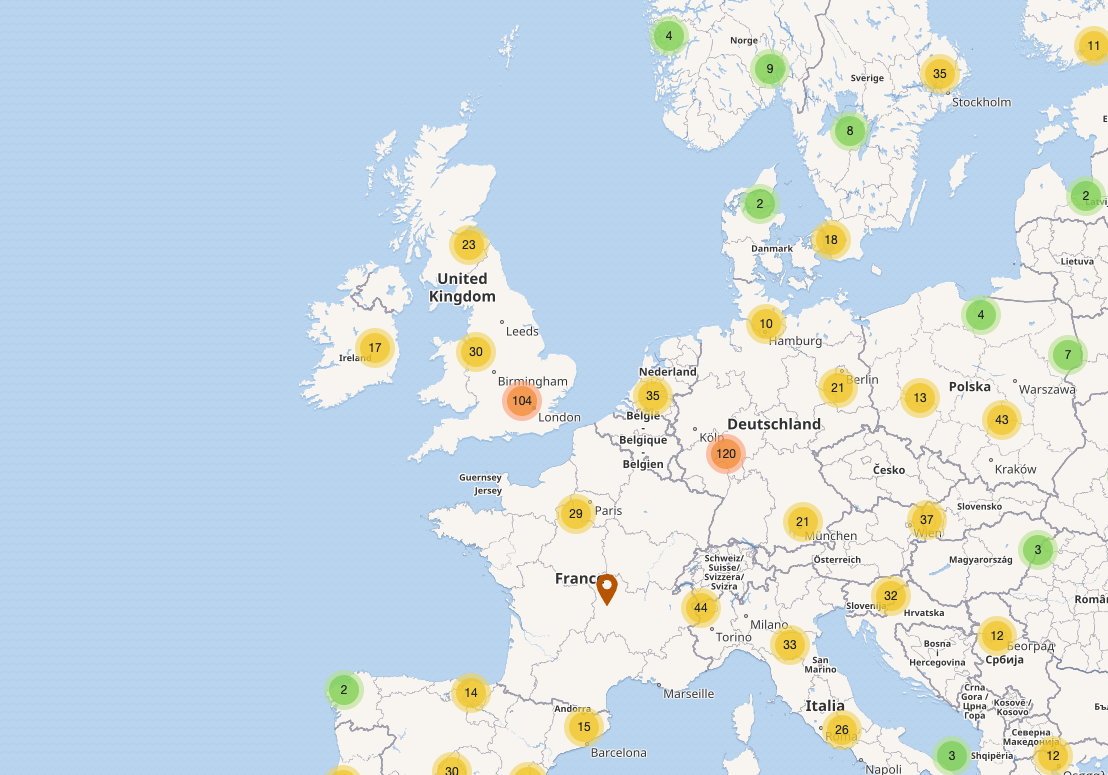 4
Norge
11
9
35
Sverige
Stockholm
8
2
2
18
23
Danmark
Lietuva
United
Kingdom
4
10
Leeds
Hamburg
17
Ireland
30
7
Nederland
Birmingham
21
Berlin
Polska
Warszawa
35
104
13
London
België
-
Belgique
-
Belgien
Deutschland
43
Köln
120
Česko
Kraków
Guernsey
Jersey
29
Paris
Slovensko
21
München
37
Wien
3
Schweiz/
Suisse/
Svizzera/
Svizra
Österreich
Magyarország
France
44
32
Slovenija
Hrvatska
Român
Milano
Torino
33
12
Београд
Србија
Bosna
i
Hercegovina
San
Marino
2
14
Marseille
Crna
Gora /
Црна
Гора
Kosovë /
Kosovo
Andorra
15
Barcelona
Italia
26
Roma
Северна
Македонија
3
Shqipëria
12
Napoli
30